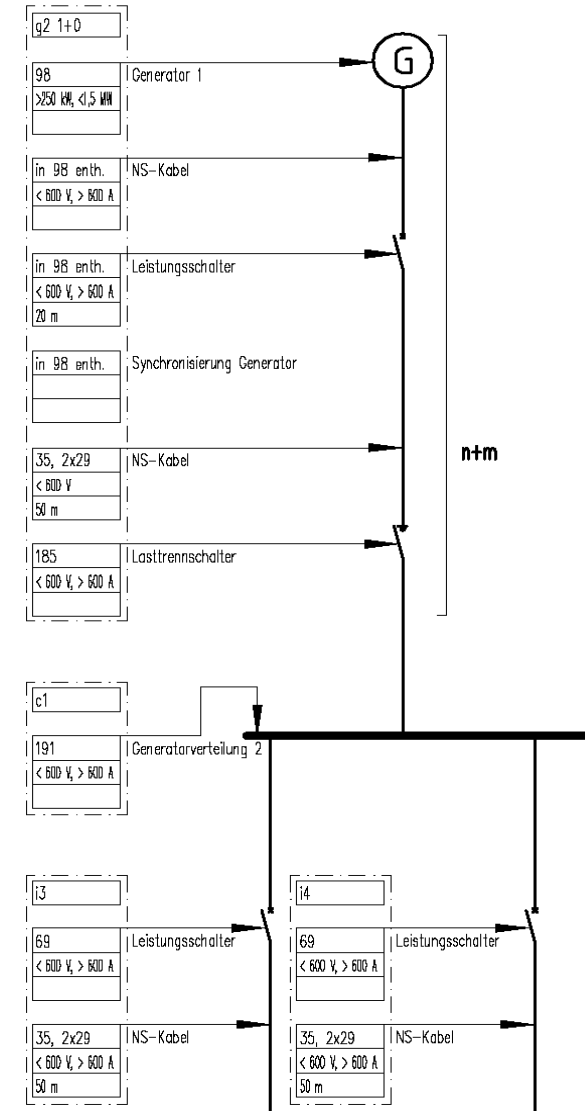 g2 1+0
G
98
Generator 1
>250 kW, <1,5 MW
in 98 enth.
NS-Kabel
< 600 V, > 600 A
in 98 enth.
Leistungsschalter
< 600 V, > 600 A
20 m
in 98 enth.
Synchronisierung Generator
n+m
35, 2x29
NS-Kabel
< 600 V
50 m
185
Lasttrennschalter
< 600 V, > 600 A
c1
191
Generatorverteilung 2
< 600 V, > 600 A
i3
69
Leistungsschalter
< 600 V, > 600 A
35, 2x29
NS-Kabel
< 600 V, > 600 A
50 m
i4
69
Leistungsschalter
< 600 V, > 600 A
35, 2x29
NS-Kabel
< 600 V, > 600 A
50 m